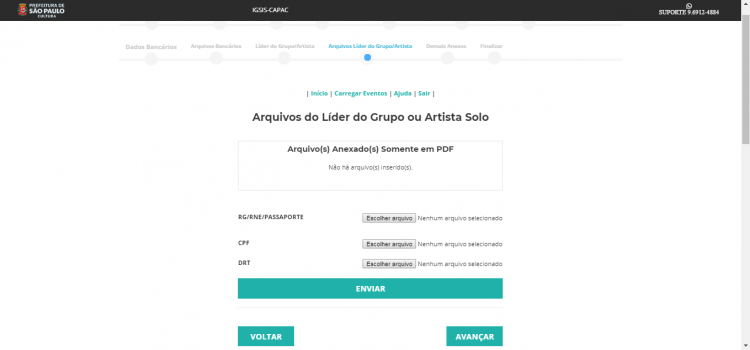 PREFEITURA DE
SÃO PAULO
CULTURA
IGSIS-CAPAC
SUPORTE 9.6912-4884
Dados Bancários
Arquivos Bancários
Líder do Grupo/Artista
Arquivos Líder do Grupo/Artista
Demais Anexos
Finalizar
| Início | Carregar Eventos | Ajuda | Sair |
Arquivos do Líder do Grupo ou Artista Solo
Arquivo(s) Anexado(s) Somente em PDF
Não há arquivo(s) inserido(s).
RG/RNE/PASSAPORTE Escolher arquivo Nenhum arquivo selecionado
CPF Escolher arquivo Nenhum arquivo selecionado
DRT Escolher arquivo Nenhum arquivo selecionado
ENVIAR
VOLTAR
AVANÇAR